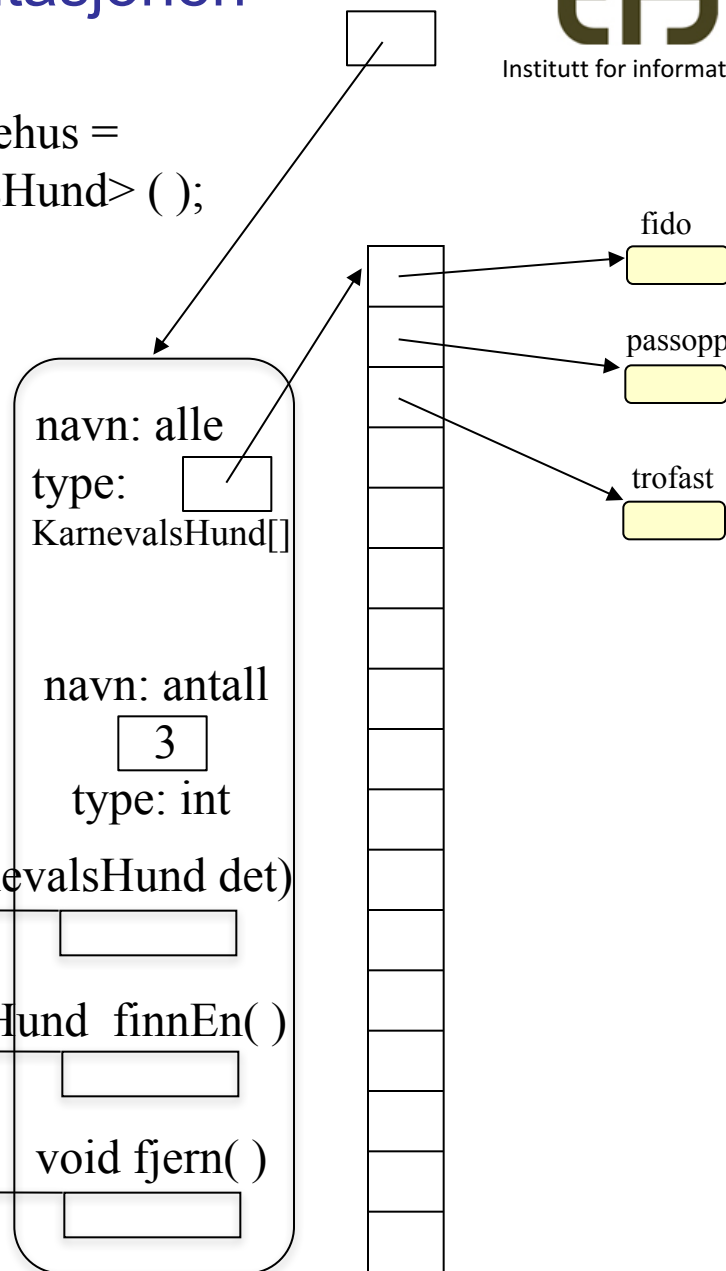 tasjonen
Institutt for informat
ehus =
Hund> ( );
fido
passopp
navn: alle
type:
KarnevalsHund[]
trofast
navn: antall
3
type: int
evalsHund det)
Hund finnEn( )
void fjern( )